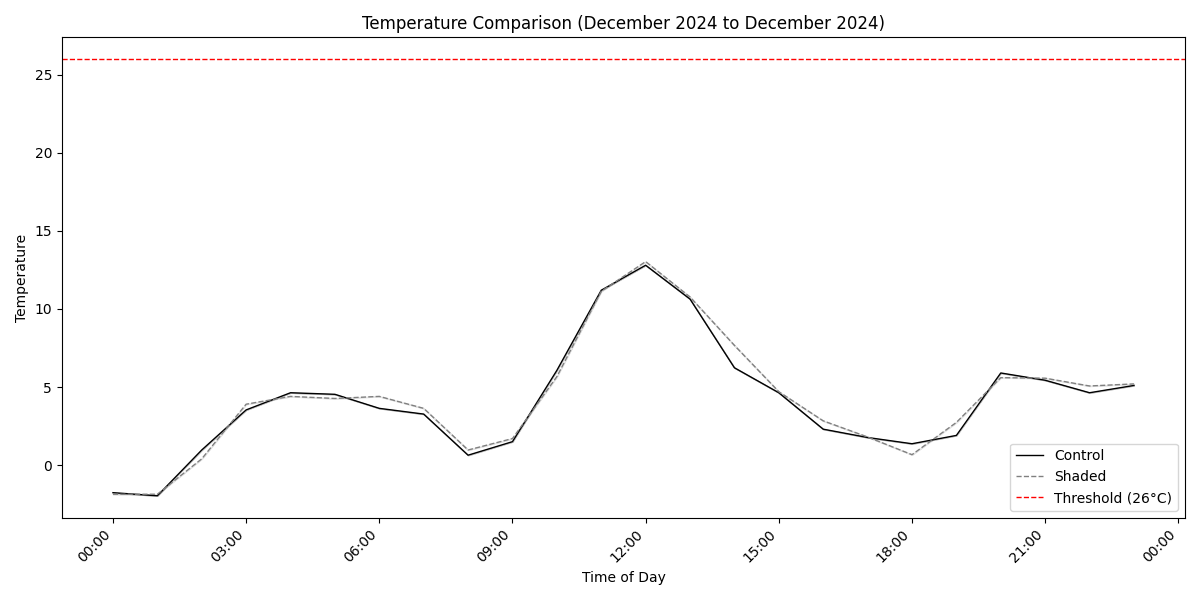 Temperature Comparison (December 2024 to December 2024)
25
20
15
10
5
0
Temperature
Control
Shaded
Threshold (26°C)
00:00
03:00
06:00
09:00
12:00
15:00
18:00
21:00
00:00
Time of Day